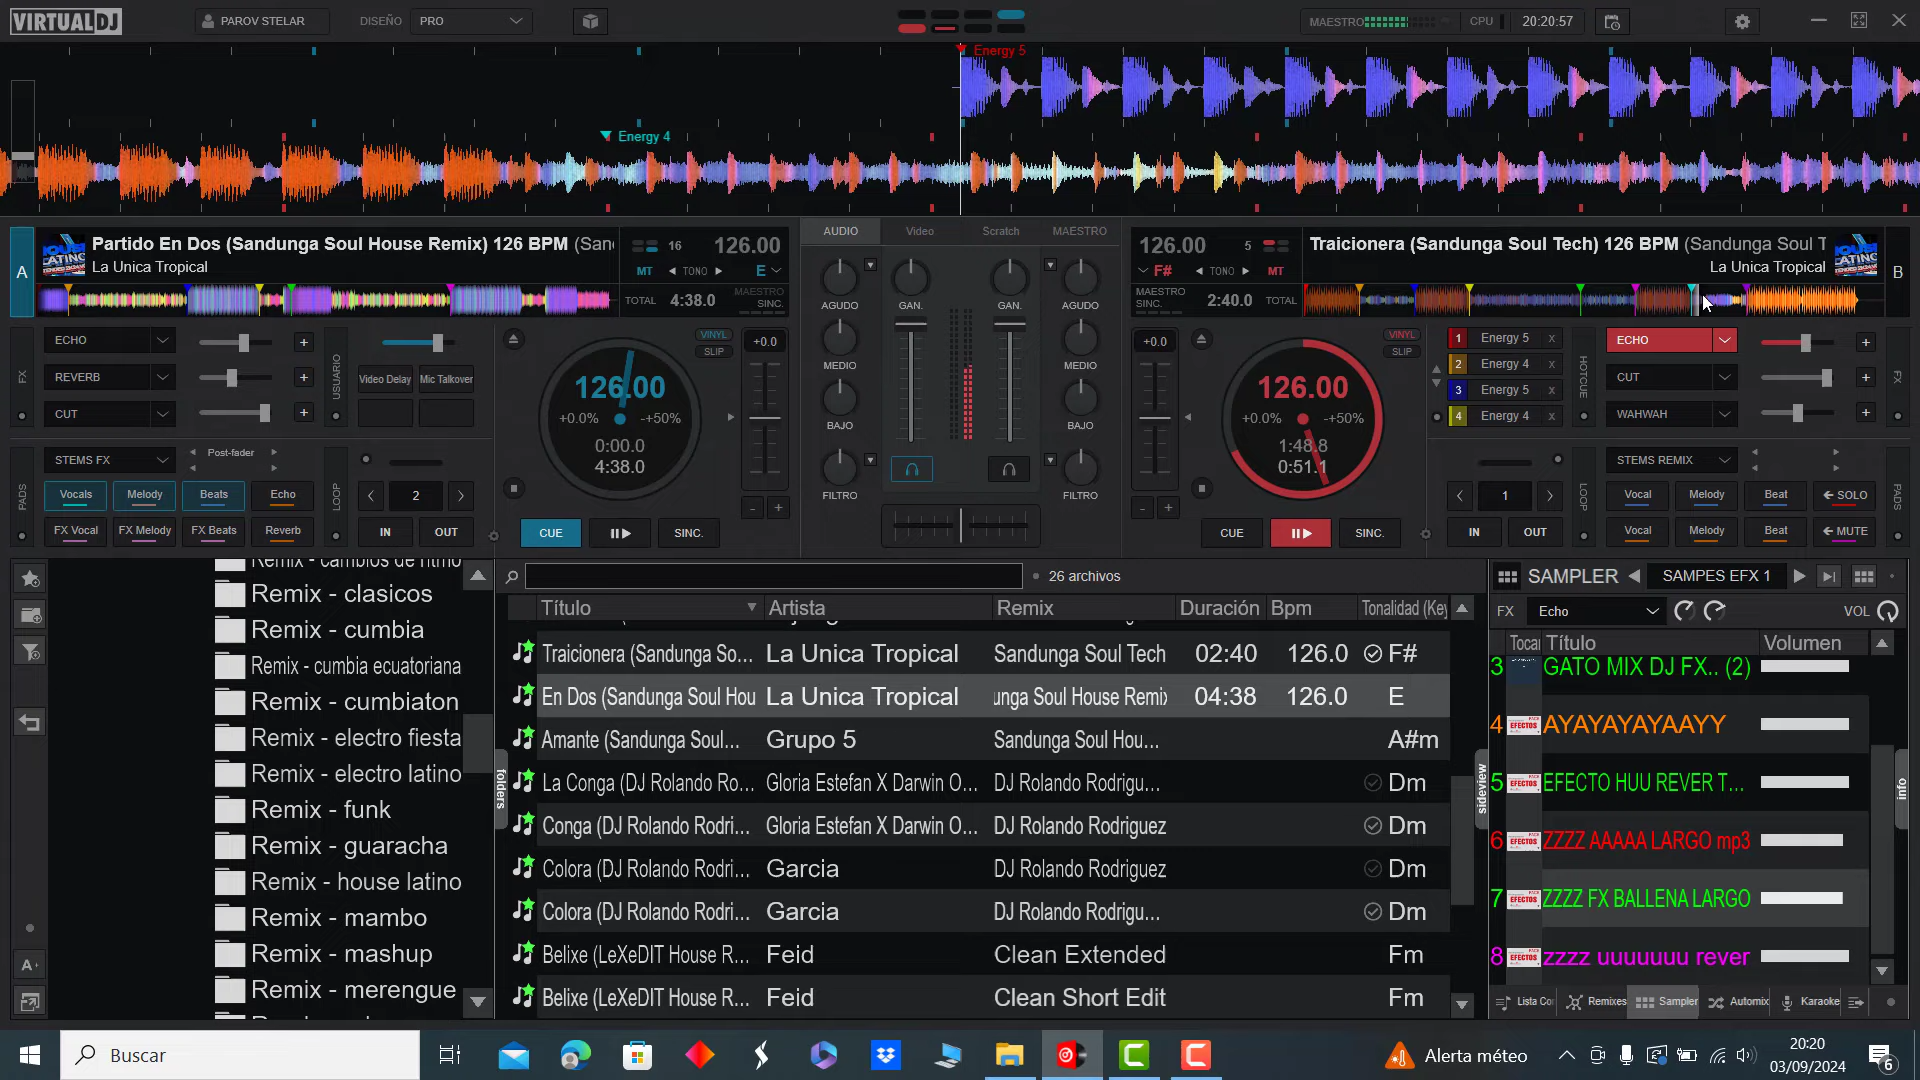 VIRTUALDJ
PAROV STELAR
DISEÑO
PRO
MAESTRO
CPU
20:20:57
Energy 5
Energy 4
A
Partido En Dos (Sandunga Soul House Remix) 126 BPM (San
La Unica Tropical
16
126.00
MT
TONO
E
TOTAL
4:38.0
MAESTRO
SINC.
AUDIO
Video
Scratch
MAESTRO
126.00
5
F#
TONO
MT
MAESTRO
SINC.
2:40.0
TOTAL
Traicionera (Sandunga Soul Tech) 126 BPM (Sandunga Soul T
La Unica Tropical
B
FX
ECHO
REVERB
CUT
USUARIO
Video Delay
Mic Talkover
VINYL
SLIP
126.00
+0.0%
-+50%
0:00.0
4:38.0
+0.0
AGUDO
GAN.
GAN.
AGUDO
MEDIO
MEDIO
BAJO
BAJO
FILTRO
FILTRO
+0.0
VINYL
SLIP
126.00
+0.0%
-+50%
1:48.8
0:51.1
1 Energy 5 x
2 Energy 4 x
3 Energy 5 x
4 Energy 4 x
HOTCUE
ECHO
CUT
WAHWAH
FX
PADS
STEMS FX
Post-fader
Vocals
Melody
Beats
Echo
FX Vocal
FX Melody
FX Beats
Reverb
LOOP
2
IN
OUT
CUE
SINC.
CUE
SINC.
1
IN
OUT
LOOP
STEMS REMIX
Vocal
Melody
Beat
SOLO
Vocal
Melody
Beat
MUTE
PADS
Remix - cambios de ritmo
Remix - clasicos
Remix - cumbia
Remix - cumbia ecuatoriana
Remix - cumbiaton
Remix - electro fiesta
Remix - electro latino
Remix - funk
Remix - guaracha
Remix - house latino
Remix - mambo
Remix - mashup
Remix - merengue
folders
26 archivos
Título Artista Remix Duración Bpm Tonalidad (Key
Traicionera (Sandunga So... La Unica Tropical Sandunga Soul Tech 02:40 126.0 F#
En Dos (Sandunga Soul Hou La Unica Tropical unga Soul House Remix 04:38 126.0 E
Amante (Sandunga Soul... Grupo 5 Sandunga Soul Hou... A#m
La Conga (DJ Rolando Ro... Gloria Estefan X Darwin O... DJ Rolando Rodrigu... Dm
Conga (DJ Rolando Rodri... Gloria Estefan X Darwin O... DJ Rolando Rodriguez Dm
Colora (DJ Rolando Rodri... Garcia DJ Rolando Rodriguez Dm
Colora (DJ Rolando Rodri... Garcia DJ Rolando Rodrigu... Dm
Belixe (LeXeDIT House R... Feid Clean Extended Fm
Belixe (LeXeDIT House R... Feid Clean Short Edit Fm
sideview
SAMPLER
SAMPES EFX 1
FX
Echo
VOL
Tocar Título Volumen
3 GATO MIX DJ FX.. (2)
4 AYAYAYAYAAYY
5 EFECTO HUU REVER T...
6 ZZZZ AAAAA LARGO mp3
7 ZZZZ FX BALLENA LARGO
8 zzzz uuuuuuu rever
info
Lista Cor
Remixes
Sampler
Automix
Karaoke
Buscar
Alerta méteo
20:20
03/09/2024
6